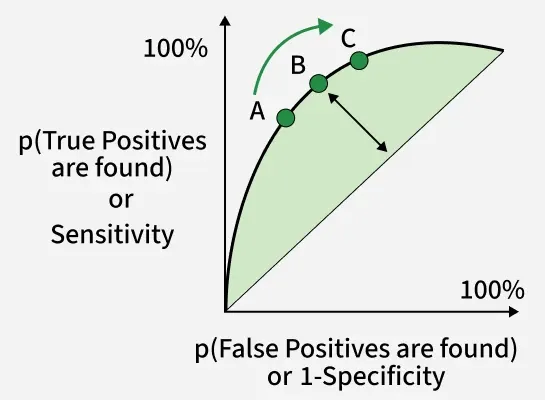 100%
A
B
C
p(True Positives
are found)
or
Sensitivity
100%
p(False Positives are found)
or 1-Specificity